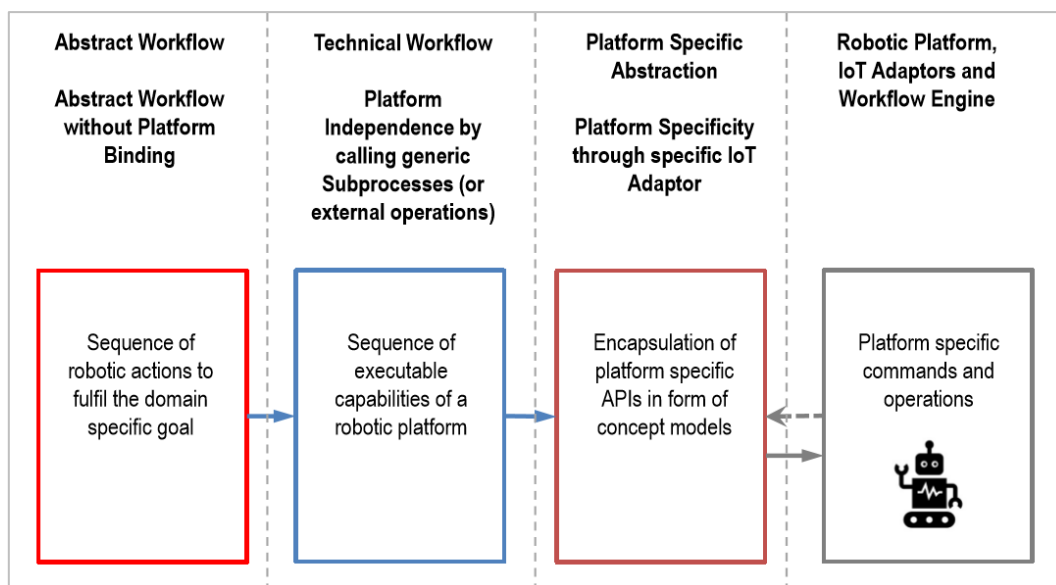 Abstract Workflow
Abstract Workflow
without Platform
Binding
Technical Workflow
Platform
Independence by
calling generic
Subprocesses (or
external operations)
Platform Specific
Abstraction
Platform Specificity
through specific IoT
Adaptor
Robotic Platform,
IoT Adaptors and
Workflow Engine
Sequence of
robotic actions to
fulfil the domain
specific goal
Sequence of
executable
capabilities of a
robotic platform
Encapsulation of
platform specific
APIs in form of
concept models
Platform specific
commands and
operations